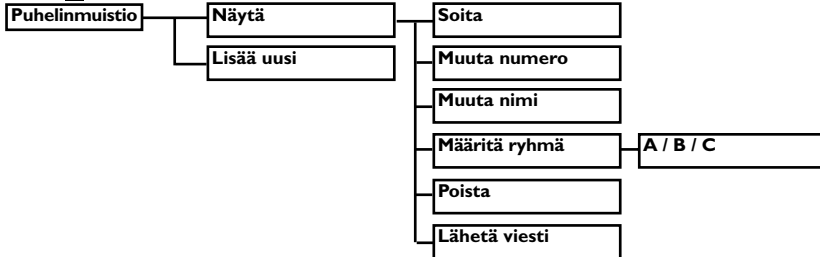 Puhelinmuistio
Näytä
Soita
Lisää uusi
Muuta numero
Muuta nimi
Määritä ryhmä
A / B / C
Poista
Lähetä viesti